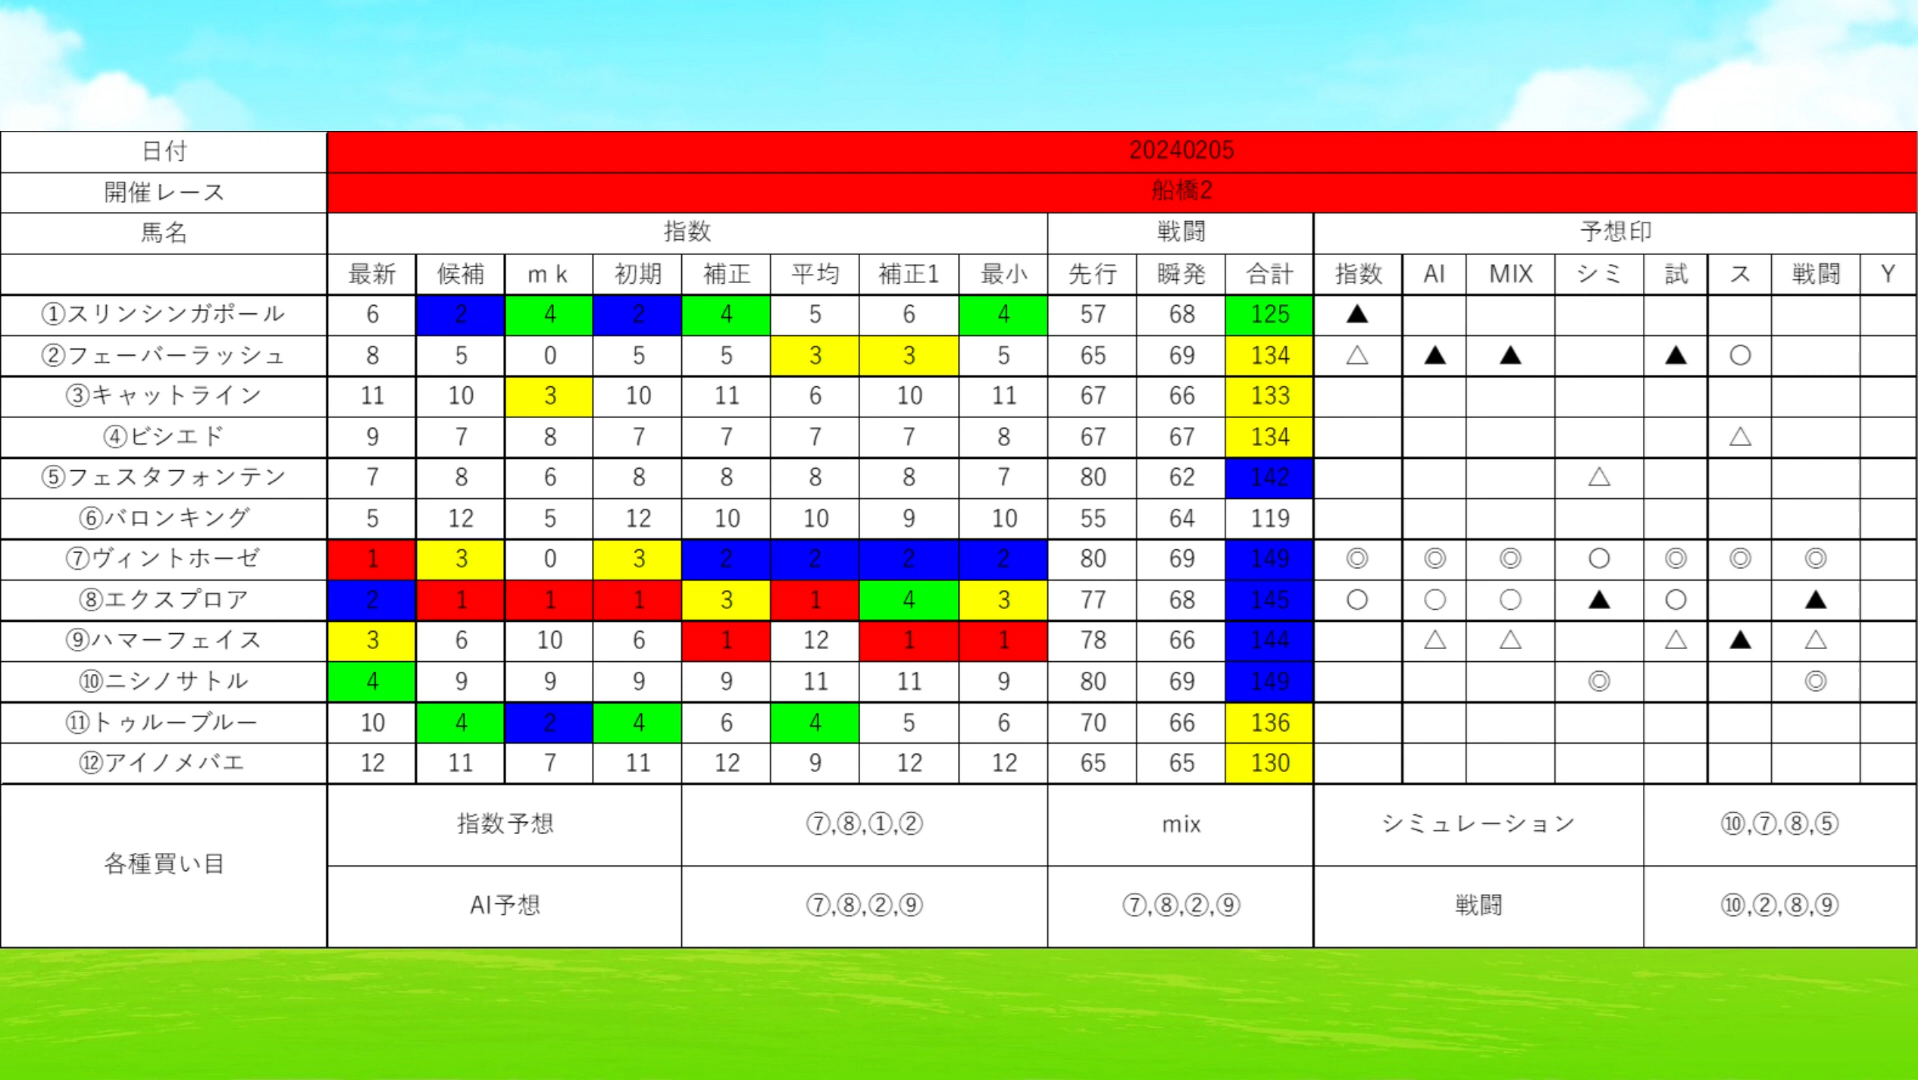 日付 20240205
開催レース 船橋2
馬名 指数 戦闘 予想印
最新 候補 ｍｋ 初期 補正 平均 補正1 最小 先行 瞬発 合計 指数 AI MIX シミ 試 ス 戦闘 Y
①スリンシンガポール 6 2 4 2 4 5 6 4 57 68 125 ▲
②フェーバーラッシュ 8 5 0 5 5 3 3 5 65 69 134 △ ▲ ▲ ▲ ○
③キャットライン 11 10 3 10 11 6 10 11 67 66 133
④ビシエド 9 7 8 7 7 7 7 8 67 67 134 △
⑤フェスタフォンテン 7 8 6 8 8 8 8 7 80 62 142 △
⑥バロンキング 5 12 5 12 10 10 9 10 55 64 119
⑦ヴィントホーゼ 1 3 0 3 2 2 2 2 80 69 149 ◎ ◎ ◎ ○ ◎ ◎ ◎
⑧エクスプロア 2 1 1 1 3 1 4 3 77 68 145 ○ ○ ○ ▲ ○ ▲
⑨ハマーフェイス 3 6 10 6 1 12 1 1 78 66 144 △ △ △ ▲ △
⑩ニシノサトル 4 9 9 9 9 11 11 9 80 69 149 ◎ ◎
⑪トゥルーブルー 10 4 2 4 6 4 5 6 70 66 136
⑫アイノメバエ 12 11 7 11 12 9 12 12 65 65 130
各種買い目
指数予想 ⑦,⑧,①,② mix シミュレーション ⑩,⑦,⑧,⑤
AI予想 ⑦,⑧,②,⑨ ⑦,⑧,②,⑨ 戦闘 ⑩,②,⑧,⑨